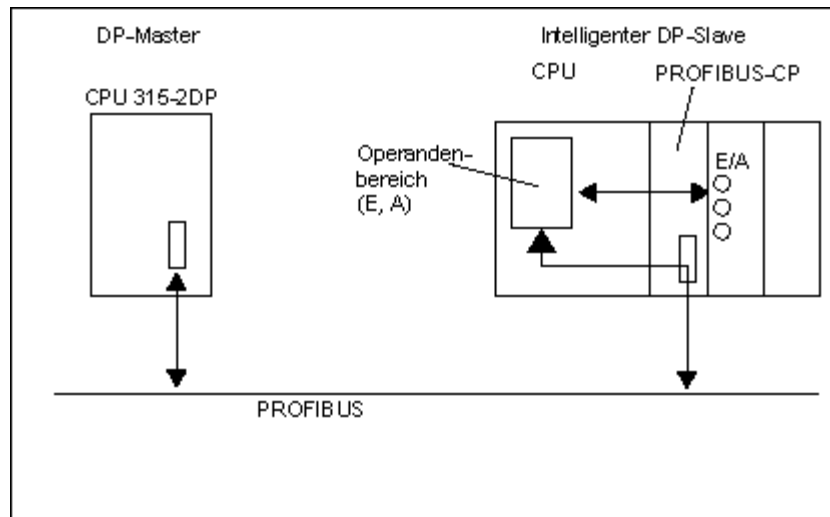 DP-Master
Intelligenter DP-Slave
CPU
PROFIBUS-CP
CPU 315-2DP
Operanden-
bereich
(E, A)
E/A
PROFIBUS